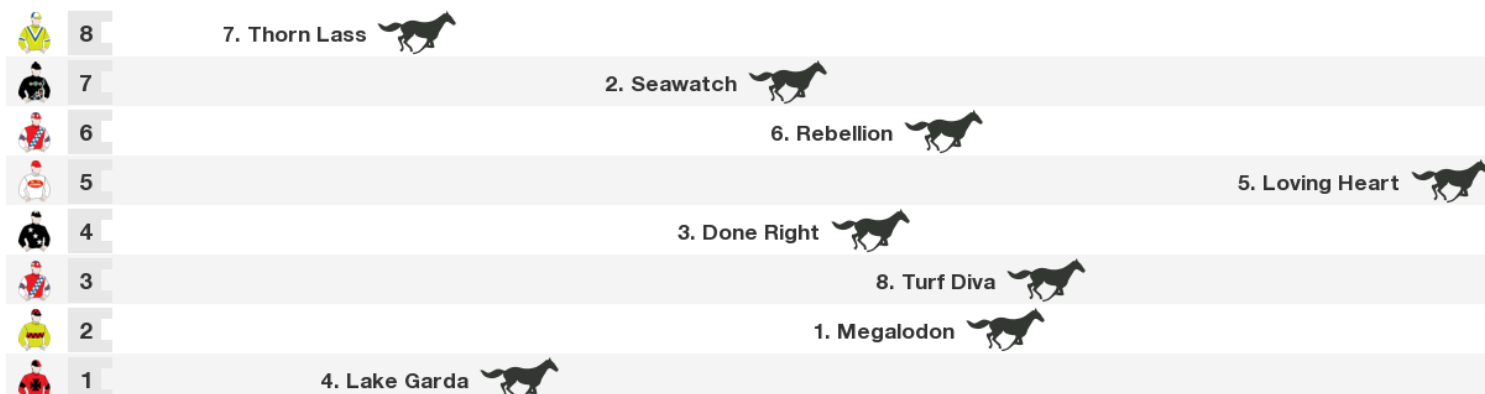 8 7. Thorn Lass
7 2. Seawatch
6 6. Rebellion
5 5. Loving Heart
4 3. Done Right
3 8. Turf Diva
2 1. Megalodon
1 4. Lake Garda